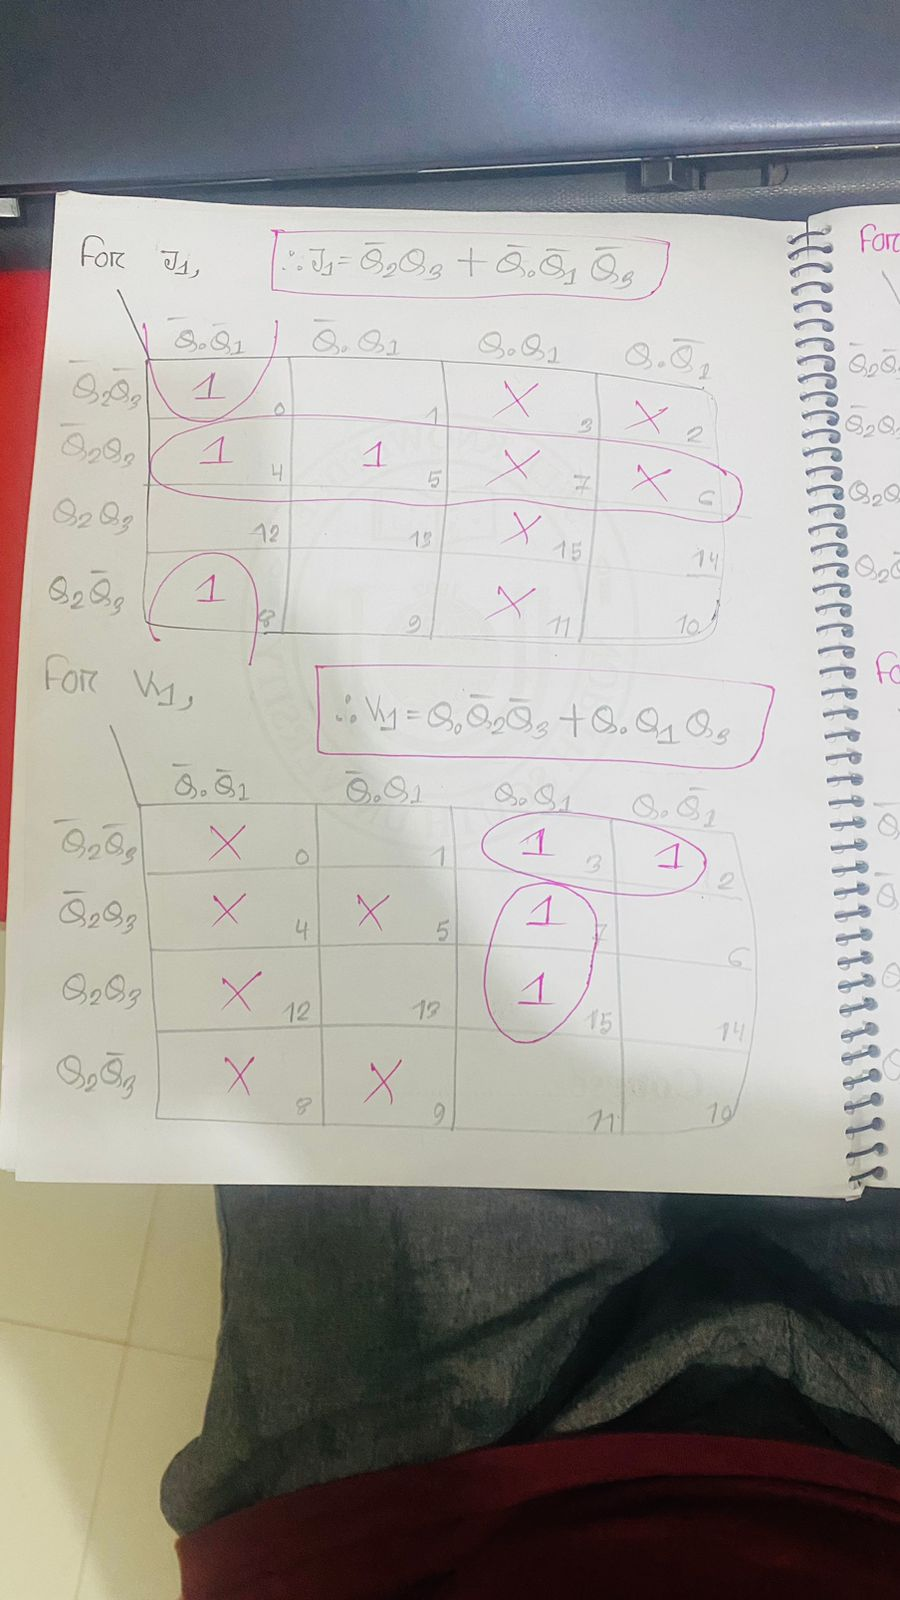 For J1,
∴ J1 = Q̅2Q3 + Q̅0Q̅1Q̅3
For
Q̅0Q̅1 Q̅0Q1 Q0Q1 Q0Q̅1
Q̅2Q̅3 1 0 1 X 3 X 2
Q̅2Q3 1 4 1 5 X 7 X 6
Q2Q3 12 13 X 15 14
Q2Q̅3 1 8 9 X 11 10
For K1,
∴ K1 = Q0Q̅2Q̅3 + Q0Q1Q3
Q̅0Q̅1 Q̅0Q1 Q0Q1 Q0Q̅1
Q̅2Q̅3 X 0 1 1 3 1 2
Q̅2Q3 X 4 X 5 1 7 6
Q2Q3 X 12 13 1 15 14
Q2Q̅3 X 8 X 9 11 10